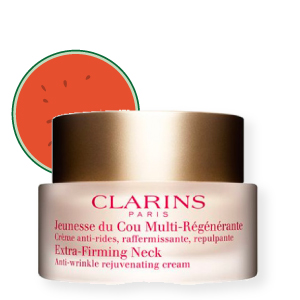 CLARINS
PARIS
Jeunesse du Cou Multi-Régénérante
Crème anti-rides, raffermissante, repulpante
Extra-Firming Neck
Anti-wrinkle rejuvenating cream